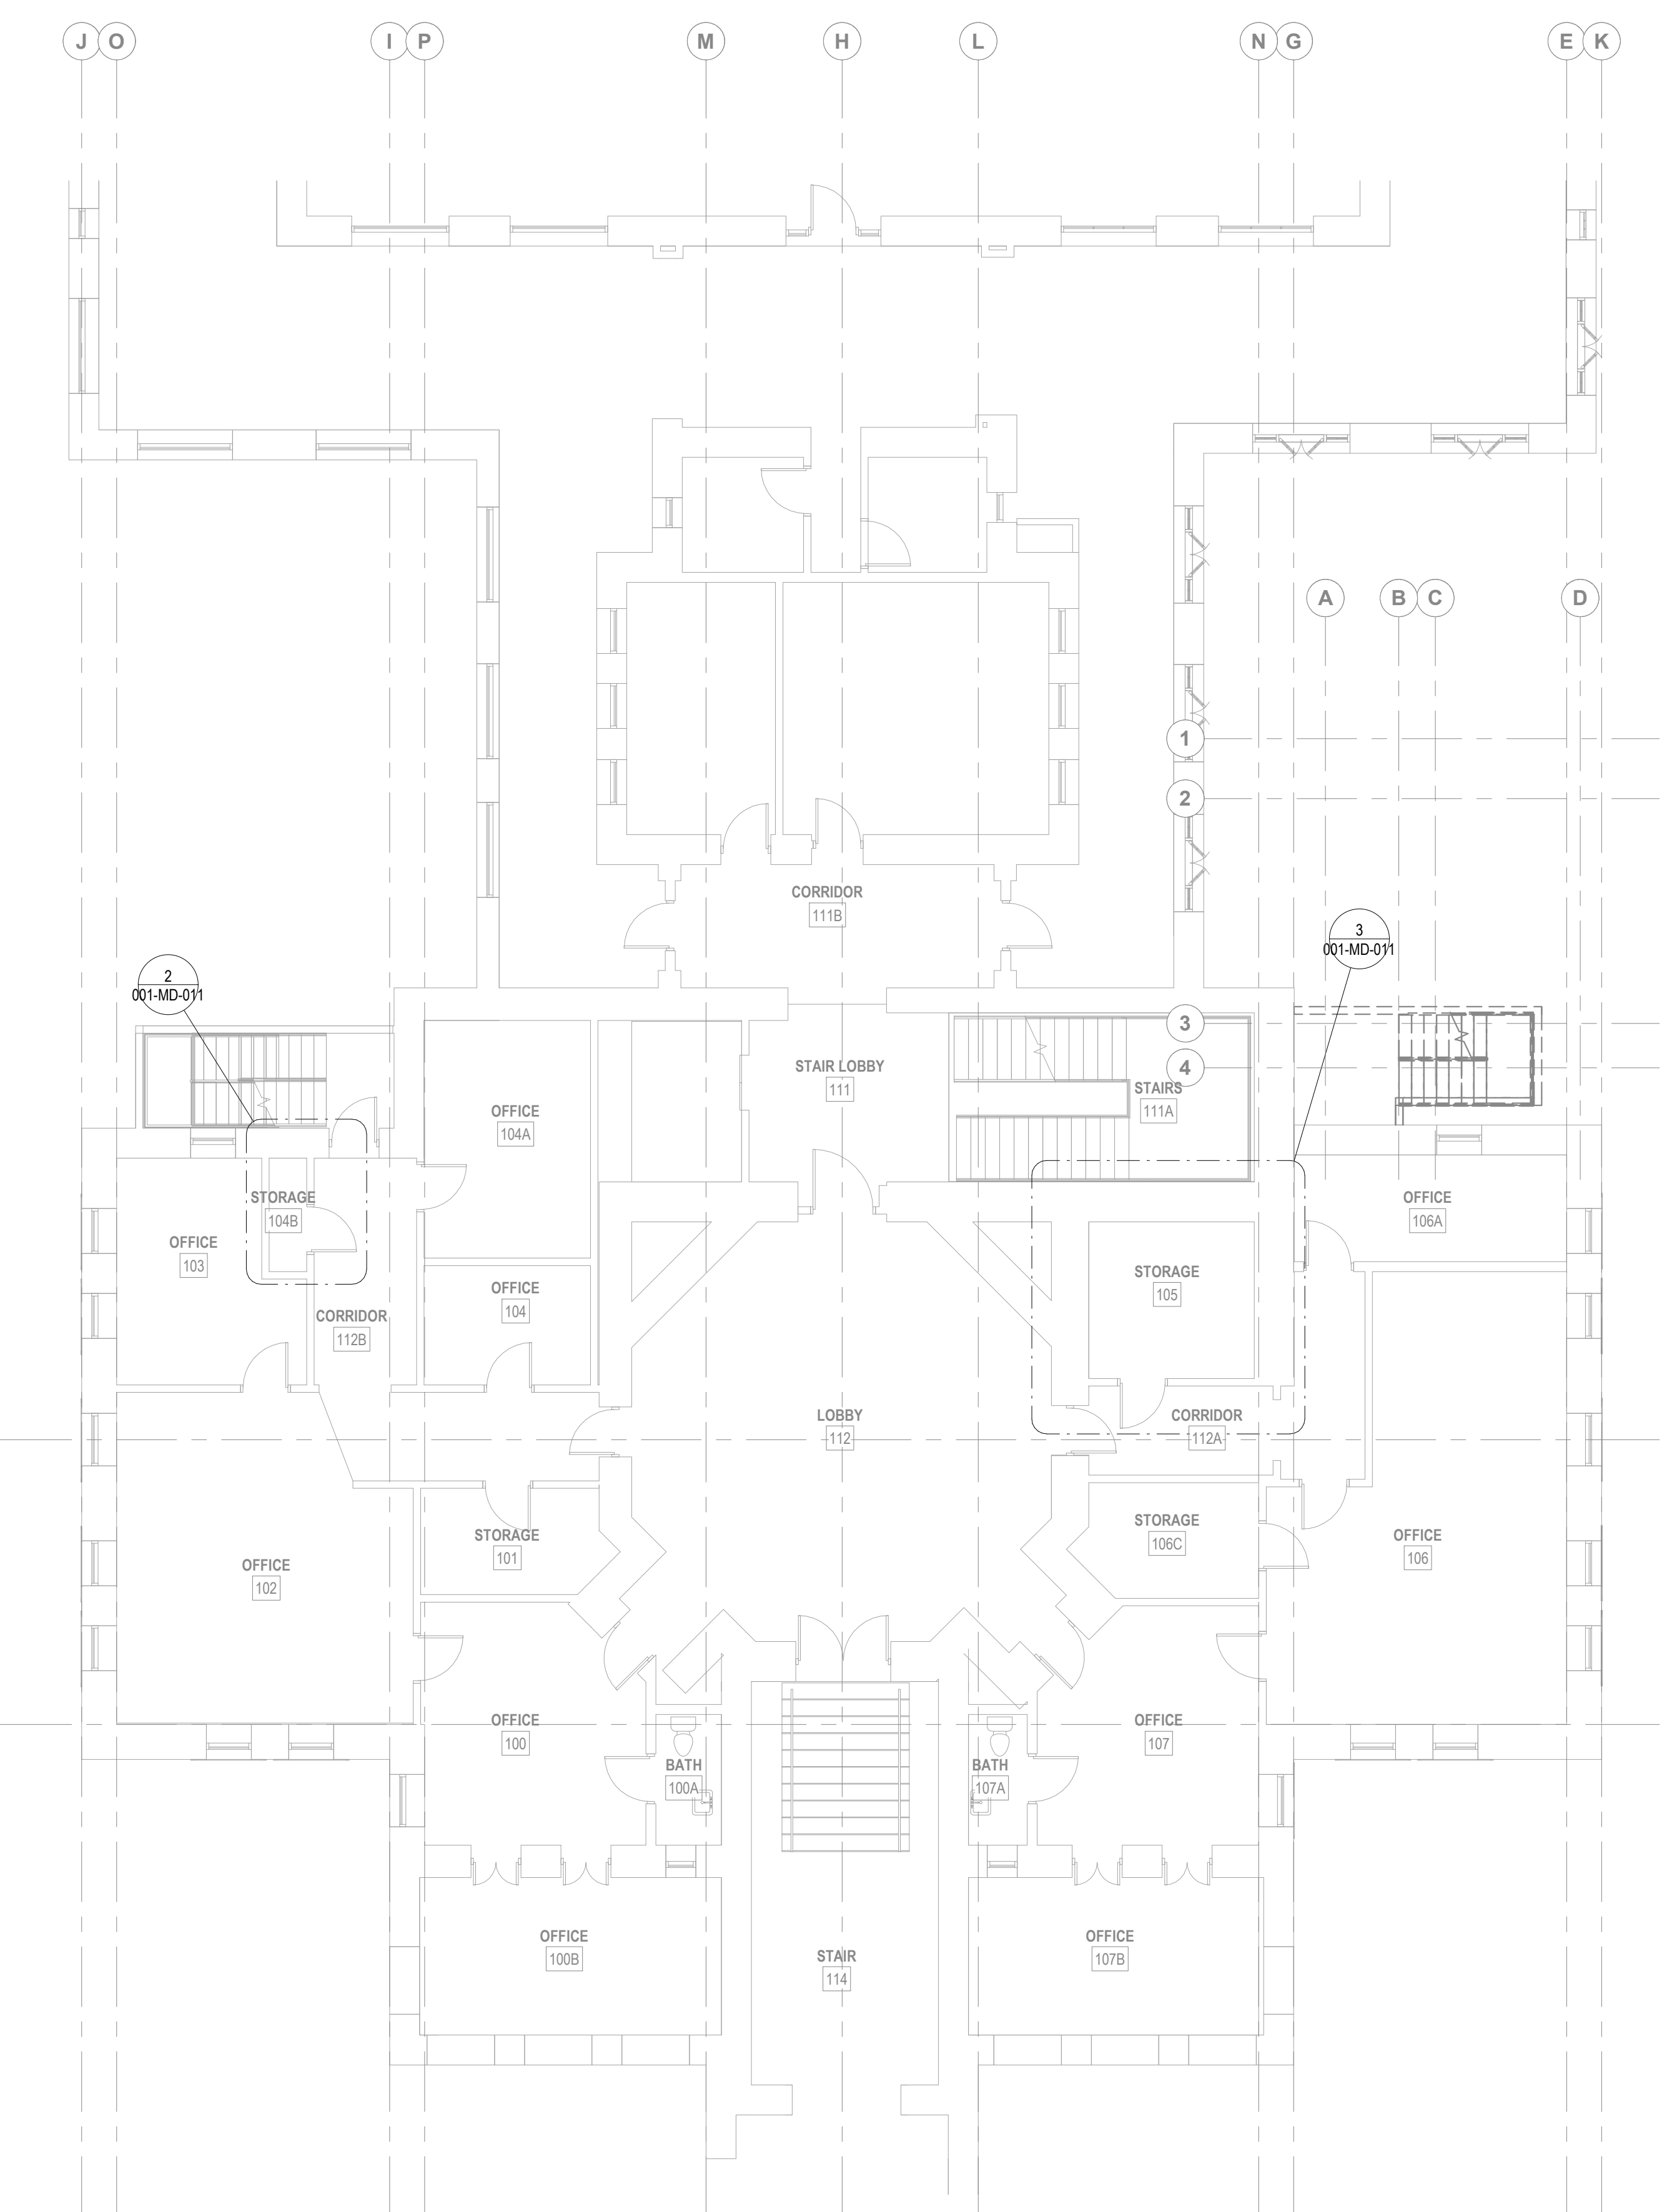 J O I P M H L N G E K
A B C D
1
2
CORRIDOR
111B
3
001-MD-011
2
001-MD-011
3
STAIR LOBBY
111
4
STAIRS
111A
OFFICE
104A
STORAGE
104B
OFFICE
106A
OFFICE
103
STORAGE
105
OFFICE
104
CORRIDOR
112B
LOBBY
112
CORRIDOR
112A
STORAGE
101
STORAGE
106C
OFFICE
106
OFFICE
102
OFFICE
100
OFFICE
107
BATH
100A
BATH
107A
OFFICE
100B
STAIR
114
OFFICE
107B